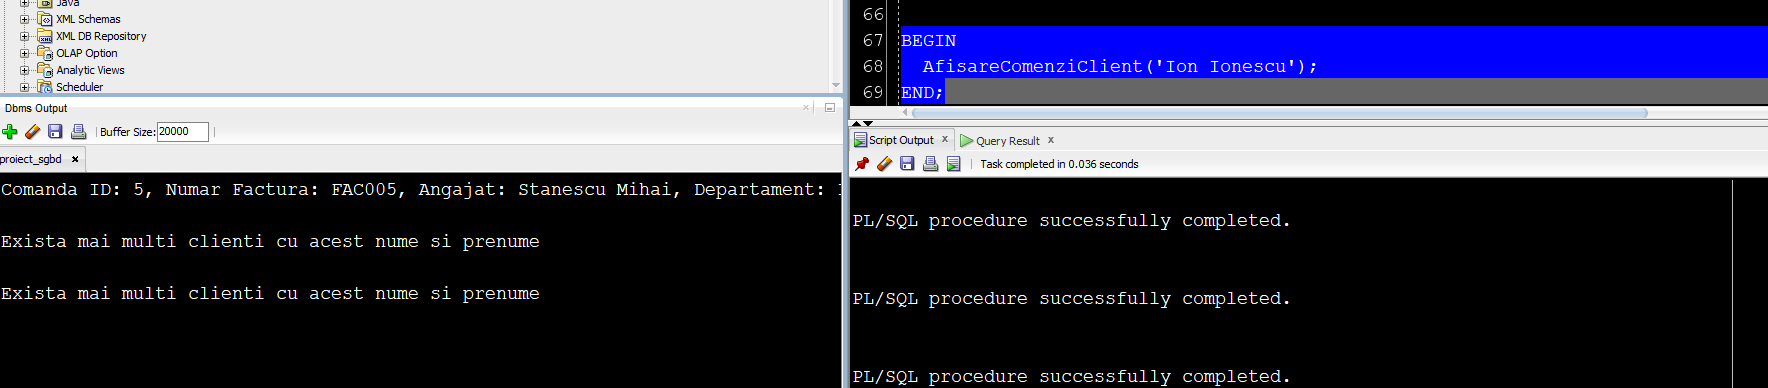 Java
XML Schemas
XML DB Repository
OLAP Option
Analytic Views
Scheduler
Dbms Output
Buffer Size: 20000
proiect_sgbd
Comanda ID: 5, Numar Factura: FAC005, Angajat: Stanescu Mihai, Departament:
Exista mai multi clienti cu acest nume si prenume
Exista mai multi clienti cu acest nume si prenume
66
67 BEGIN
68 AfisareComenziClient('Ion Ionescu');
69 END;
Script Output x Query Result x
Task completed in 0.036 seconds
PL/SQL procedure successfully completed.
PL/SQL procedure successfully completed.
PL/SQL procedure successfully completed.